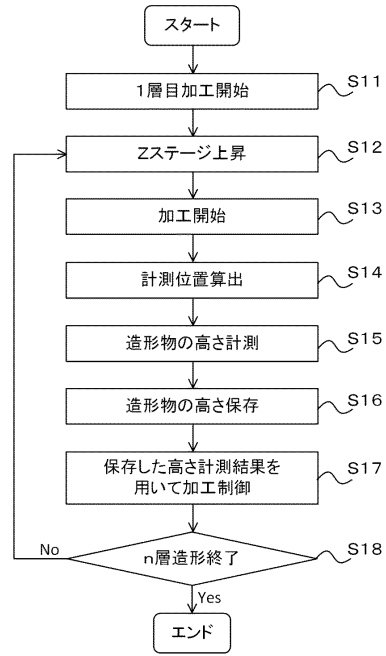 スタート
1層目加工開始
S11
Zステージ上昇
S12
加工開始
S13
計測位置算出
S14
造形物の高さ計測
S15
造形物の高さ保存
S16
保存した高さ計測結果を
用いて加工制御
S17
n層造形終了
S18
No
Yes
エンド